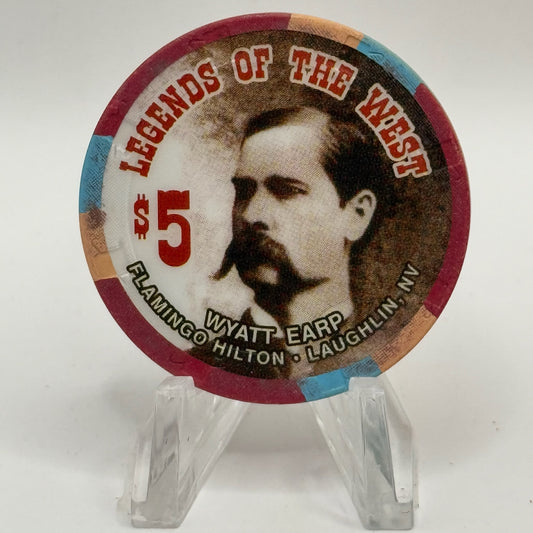 LEGENDS OF THE WEST
$5
WYATT EARP
FLAMINGO HILTON · LAUGHLIN, NV